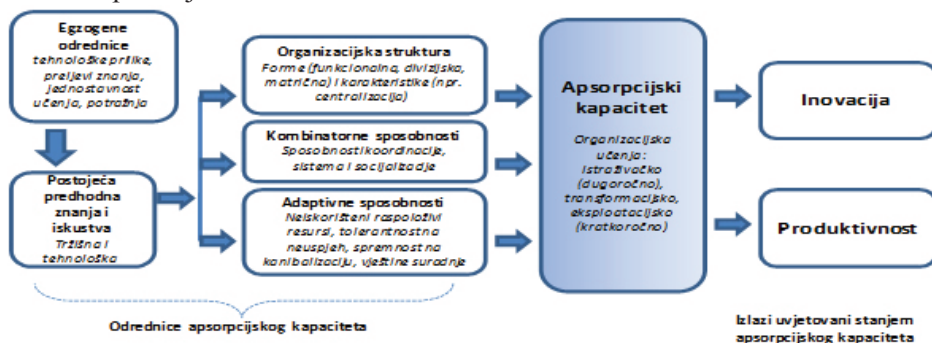 Egzogene
odrednice
tehnološke prilike,
preljevi znanja,
jednostavnost
učenja, potražnja
Postojeća
predhodna
znanja i
iskustva
Tržišna i
tehnološka
Organizacijska struktura
Forme (funkcionalna, divizijska,
matrična) i karakteristike (npr.
centralizacija)
Kombinatorne sposobnosti
Sposobnosti koordinacije,
sistema i socijalizacije
Adaptivne sposobnosti
Neiskorišteni raspoloživi
resursi, tolerantnost na
neuspjeh, spremnost na
kanibalizaciju, vještine suradnje
Apsorpcijski
kapacitet
Organizacijska
učenja:
istraživačko
(dugoročno),
transformacijsko,
eksploatacijsko
(kratkoročno)
Inovacija
Produktivnost
Odrednice apsorpcijskog kapaciteta
Izlazi uvjetovani stanjem
apsorpcijskog kapaciteta